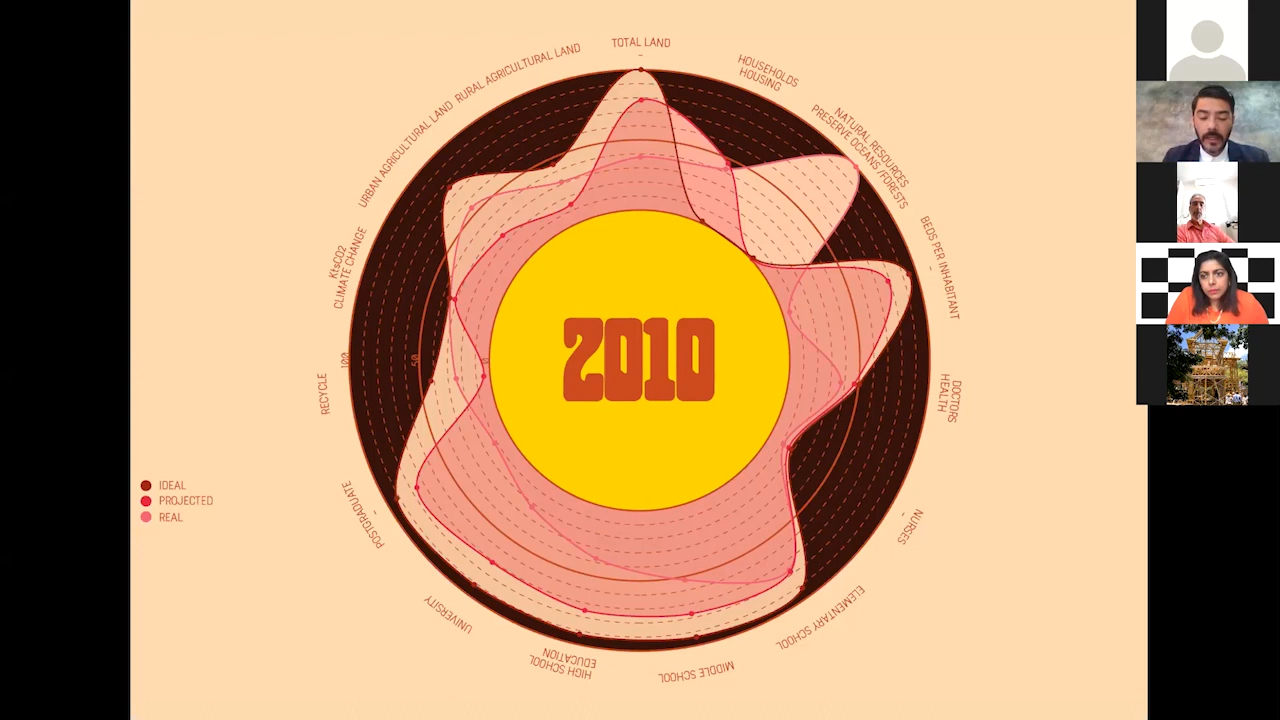 TOTAL LAND
HOUSEHOLDS
HOUSING
NATURAL RESOURCES
PRESERVE OCEANS /FORESTS
BEDS PER INHABITANT
DOCTORS
HEALTH
NURSES
ELEMENTARY SCHOOL
MIDDLE SCHOOL
HIGH SCHOOL
EDUCATION
UNIVERSITY
POSTGRADUATE
RECYCLE
KtsCO2
CLIMATE CHANGE
URBAN AGRICULTURAL LAND
RURAL AGRICULTURAL LAND
100
50
2010
IDEAL
PROJECTED
REAL